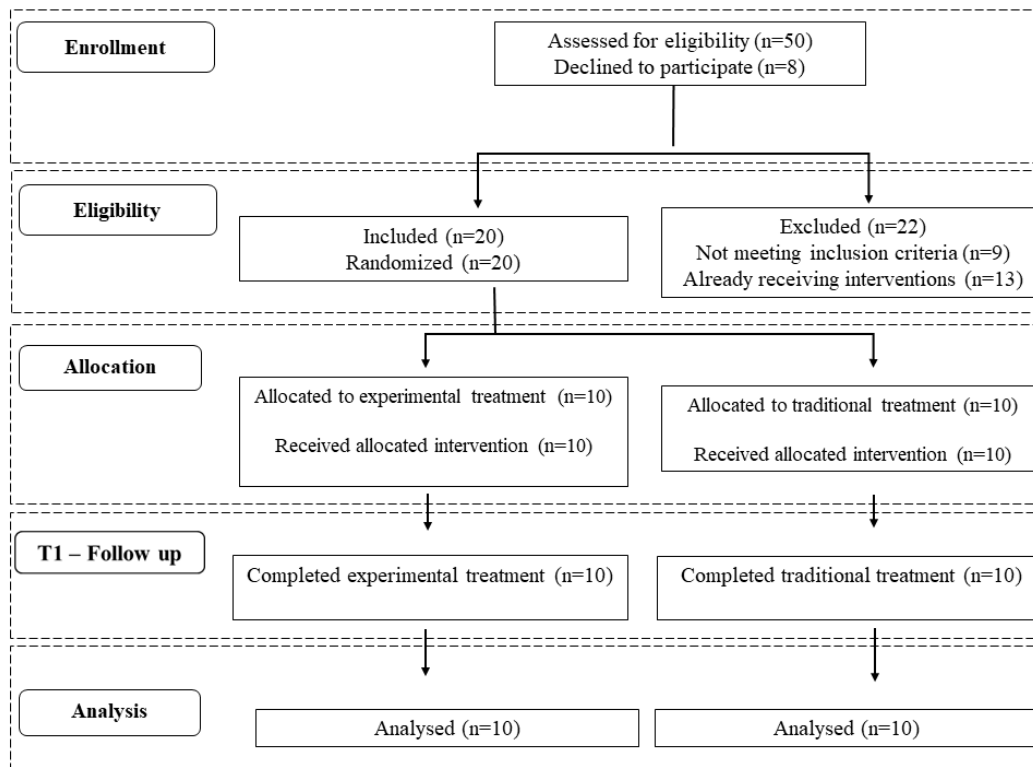 Enrollment
Assessed for eligibility (n=50)
Declined to participate (n=8)
Eligibility
Included (n=20)
Randomized (n=20)
Excluded (n=22)
Not meeting inclusion criteria (n=9)
Already receiving interventions (n=13)
Allocation
Allocated to experimental treatment (n=10)
Received allocated intervention (n=10)
Allocated to traditional treatment (n=10)
Received allocated intervention (n=10)
T1 – Follow up
Completed experimental treatment (n=10)
Completed traditional treatment (n=10)
Analysis
Analysed (n=10)
Analysed (n=10)